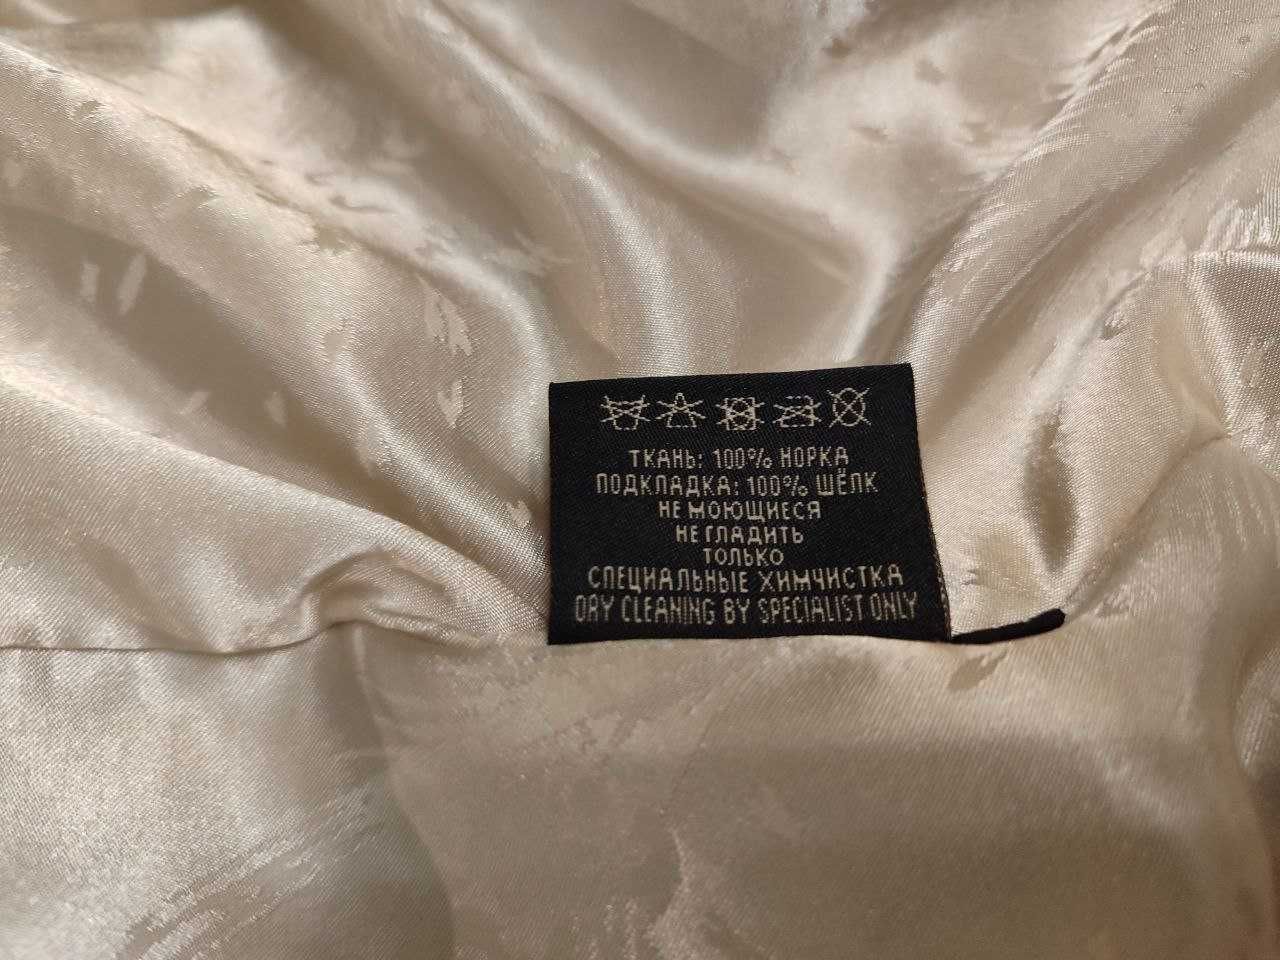 ТКАНЬ: 100% НОРКА
ПОДКЛАДКА: 100% ШЁЛК
НЕ МОЮЩИЕСЯ
НЕ ГЛАДИТЬ
ТОЛЬКО
СПЕЦИАЛЬНЫЕ ХИМЧИСТКА
DRY CLEANING BY SPECIALIST ONLY